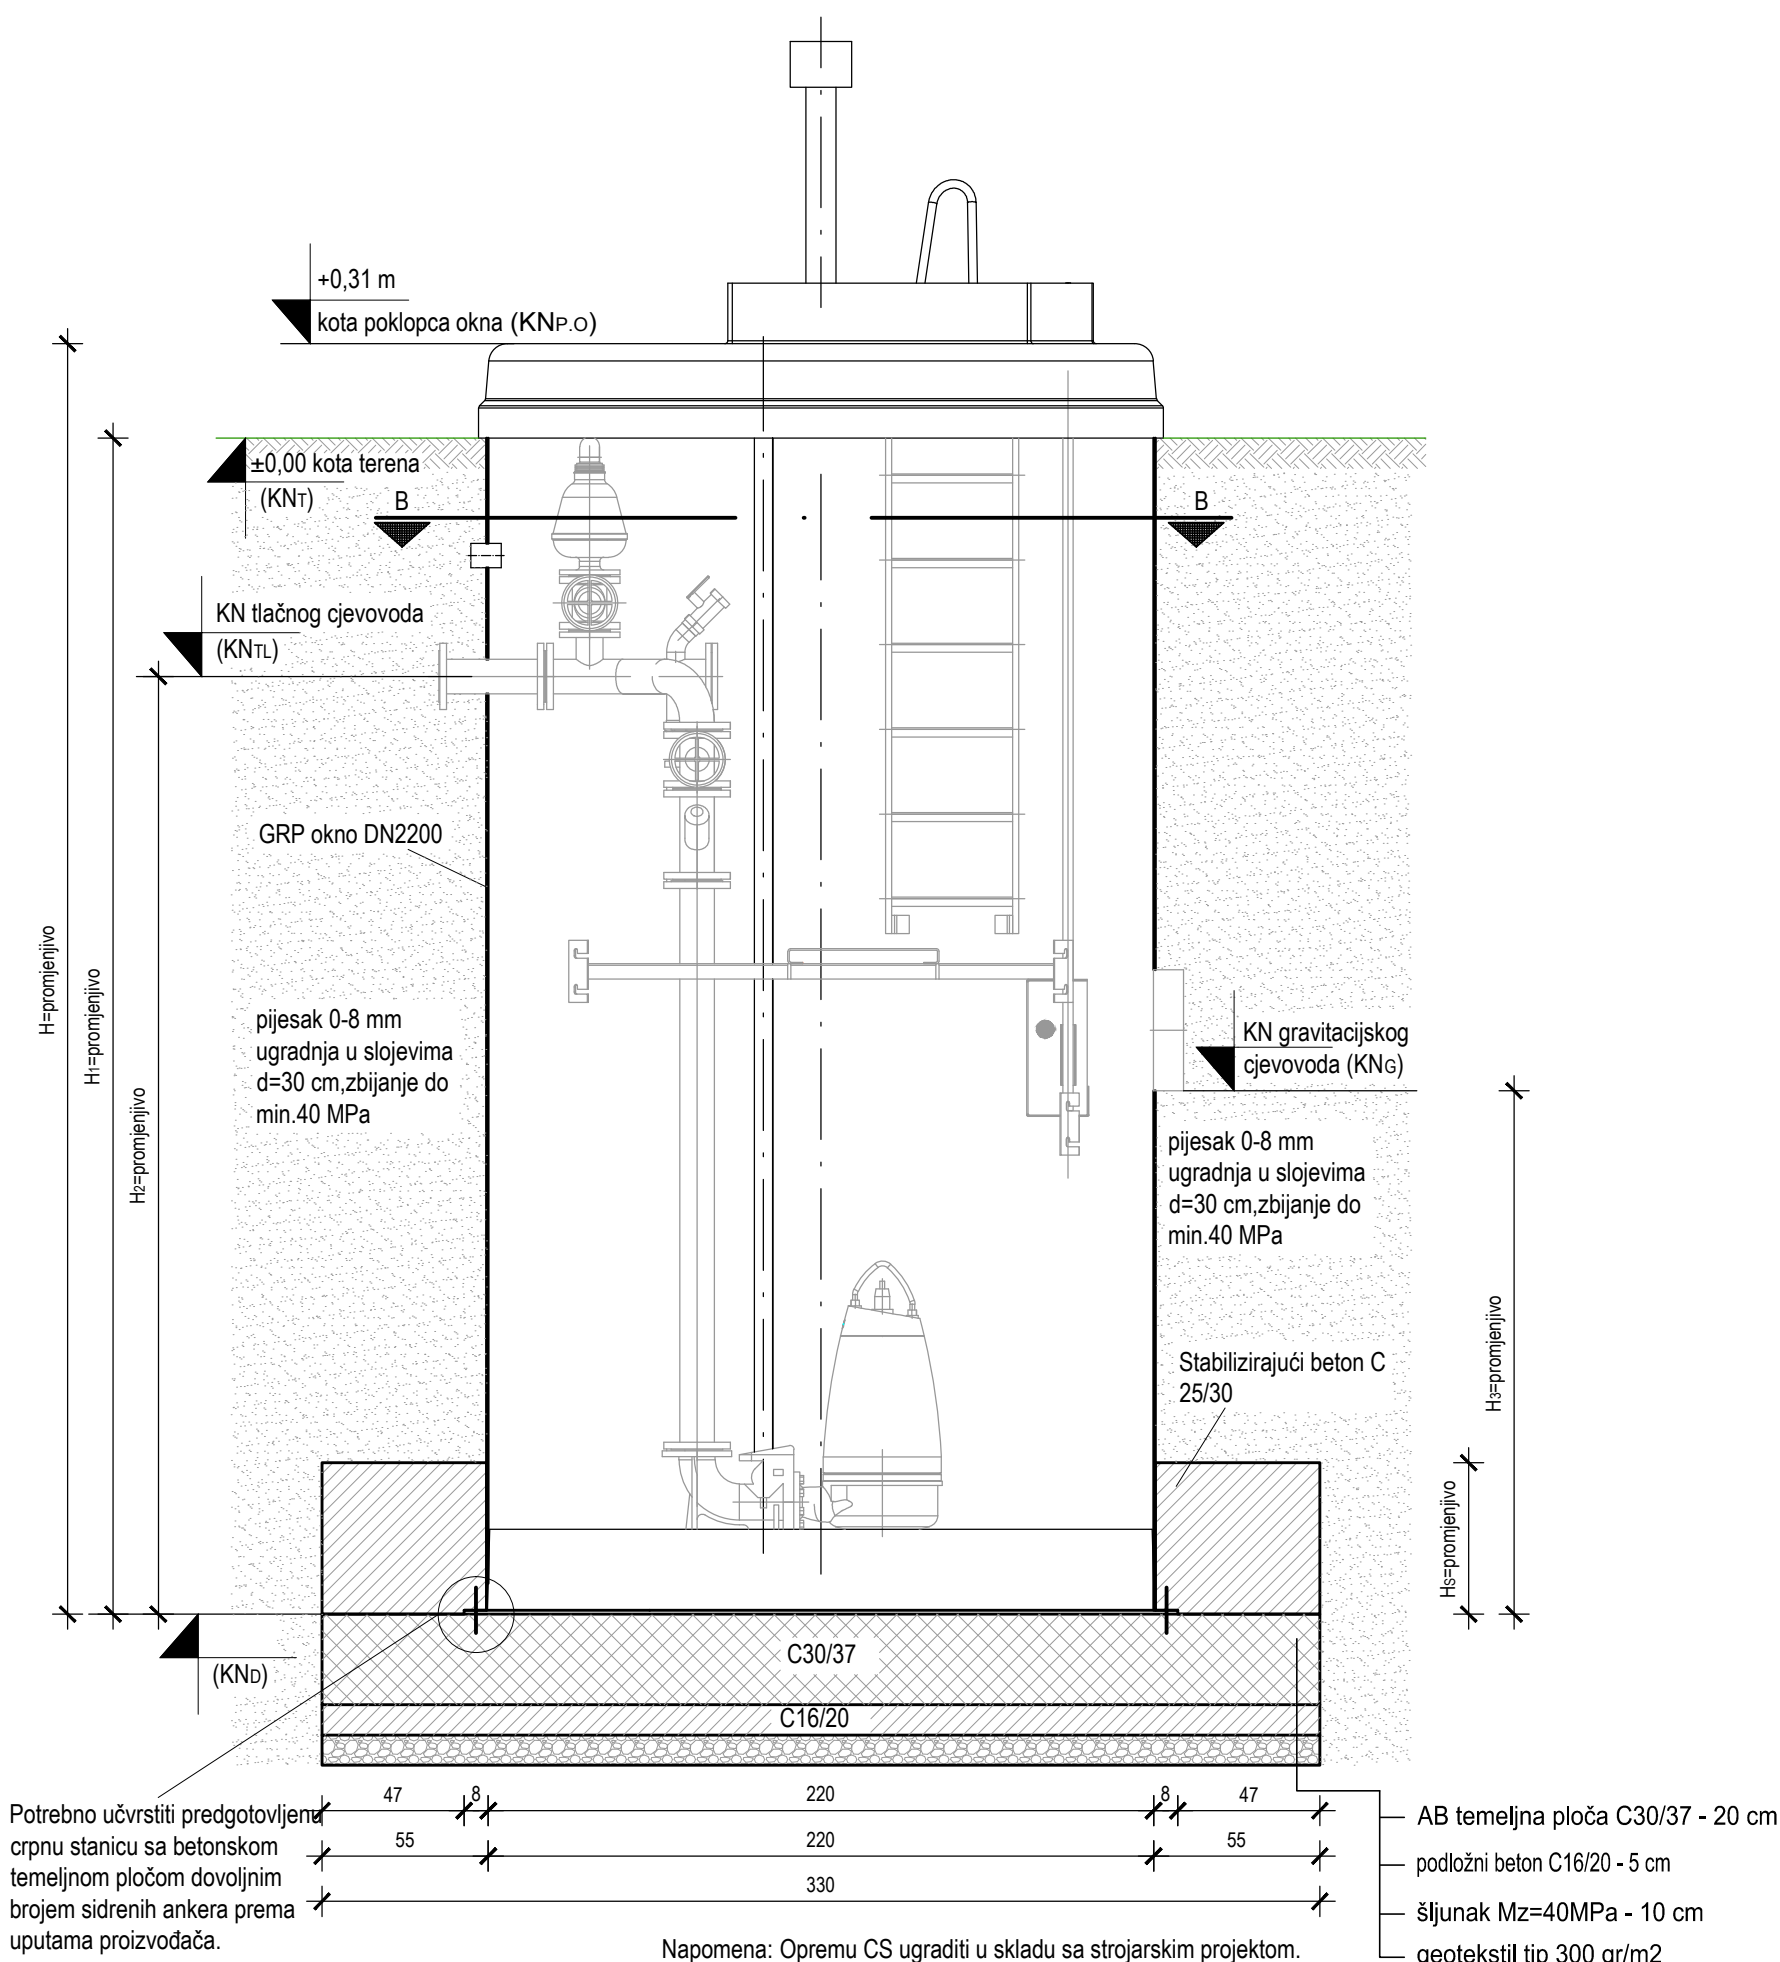 +0,31 m
kota poklopca okna (KNP.O)
±0,00 kota terena
(KNT)
B
B
KN tlačnog cjevovoda
(KNTL)
GRP okno DN2200
H=promjenjivo
H1=promjenjivo
H2=promjenjivo
pijesak 0-8 mm
ugradnja u slojevima
d=30 cm,zbijanje do
min.40 MPa
KN gravitacijskog
cjevovoda (KNG)
pijesak 0-8 mm
ugradnja u slojevima
d=30 cm,zbijanje do
min.40 MPa
Stabilizirajući beton C
25/30
H3=promjenjivo
HS=promjenjivo
(KND)
C30/37
C16/20
47
8
220
8
47
55
220
55
330
Potrebno učvrstiti predgotovljenu
crpnu stanicu sa betonskom
temeljnom pločom dovoljnim
brojem sidrenih ankera prema
uputama proizvođača.
AB temeljna ploča C30/37 - 20 cm
podložni beton C16/20 - 5 cm
šljunak Mz=40MPa - 10 cm
geotekstil tip 300 gr/m2
Napomena: Opremu CS ugraditi u skladu sa strojarskim projektom.